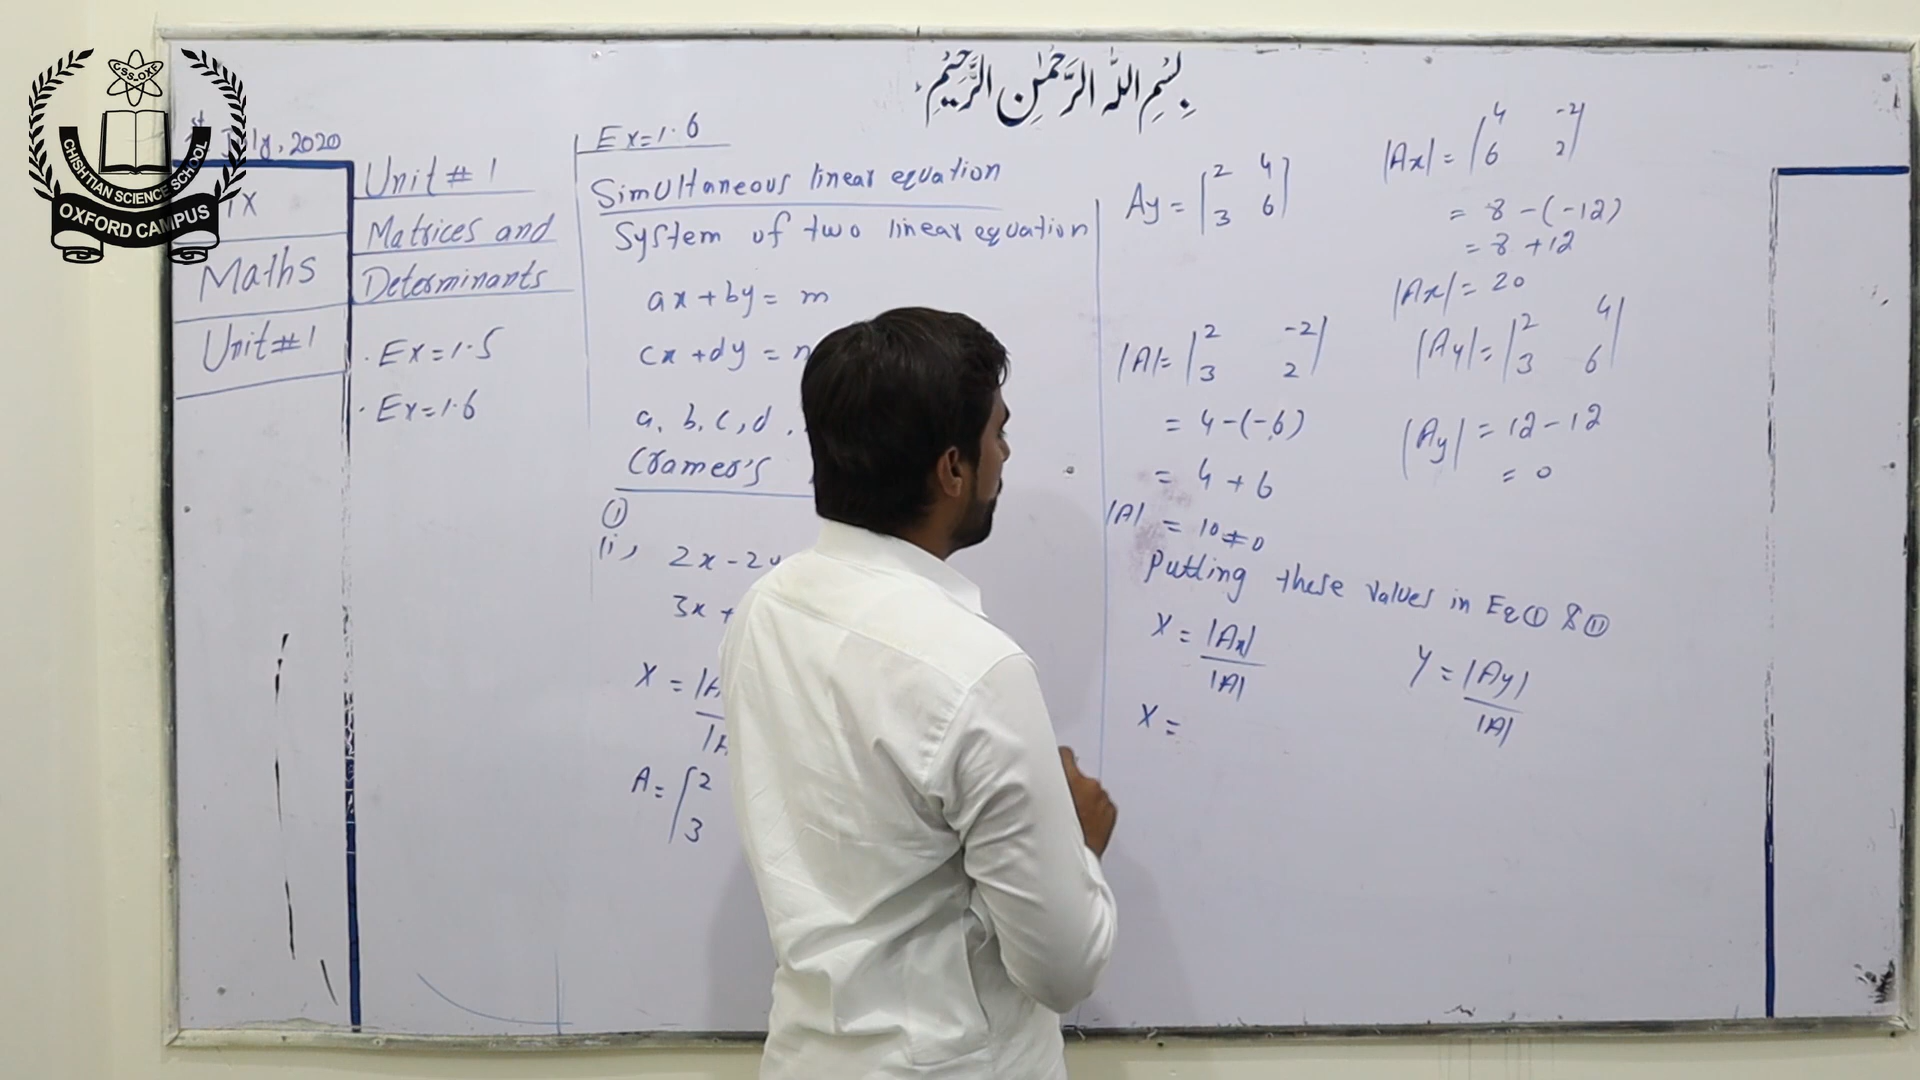 بِسْمِ اللّٰهِ الرَّحْمٰنِ الرَّحِيْمِ
CSS_OXF
CHISHTIAN SCIENCE SCHOOL
OXFORD CAMPUS
July, 2020
IX
Maths
Unit#1
Unit #1
Matrices and
Determinants
. Ex=1.5
. Ex=1.6
Ex=1.6
Simultaneous linear equation
System of two linear equation
ax+by= m
cx+dy = n
a, b, c, d
Cramer's
①
(i)
2x-2y
3x +
X =
A= [2
3
Ay = [2 4]
3 6
|A|= |2 -2|
3 2
= 4-(-6)
= 4 + 6
|A| = 10≠0
|Ax| = |4 -2|
6 2
= 8-(-12)
= 8 +12
|Ax|= 20
|Ay|= |2 4|
3 6
|Ay| = 12-12
= 0
Putting these values in Eq ① & ⑪
X = |Ax|
|A|
X =
Y = |Ay|
|A|